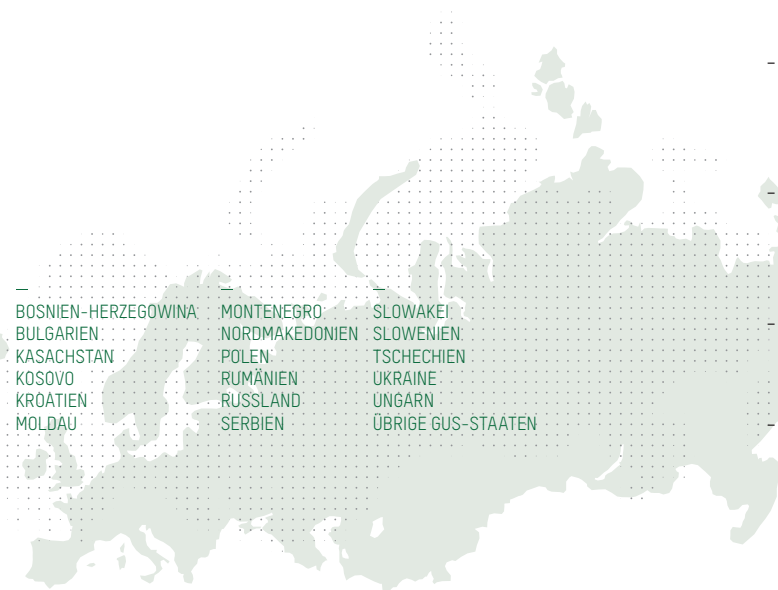 BOSNIEN-HERZEGOWINA
BULGARIEN
KASACHSTAN
KOSOVO
KROATIEN
MOLDAU
MONTENEGRO
NORDMAKEDONIEN
POLEN
RUMÄNIEN
RUSSLAND
SERBIEN
SLOWAKEI
SLOWENIEN
TSCHECHIEN
UKRAINE
UNGARN
ÜBRIGE GUS-STAATEN